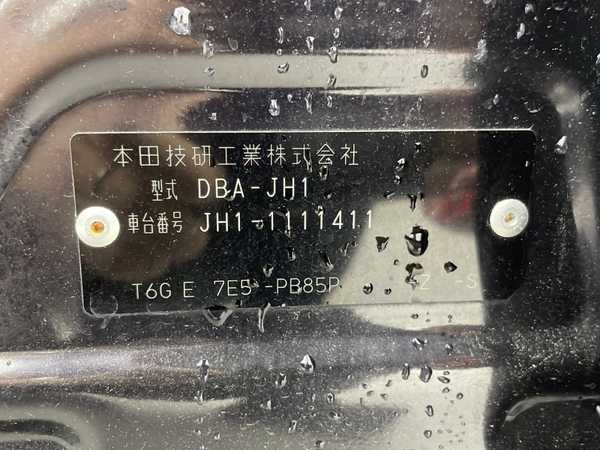 本田技研工業株式会社
型式 DBA-JH1
車台番号 JH1-1111411
T6G E 7E5 -PB85P Z -S